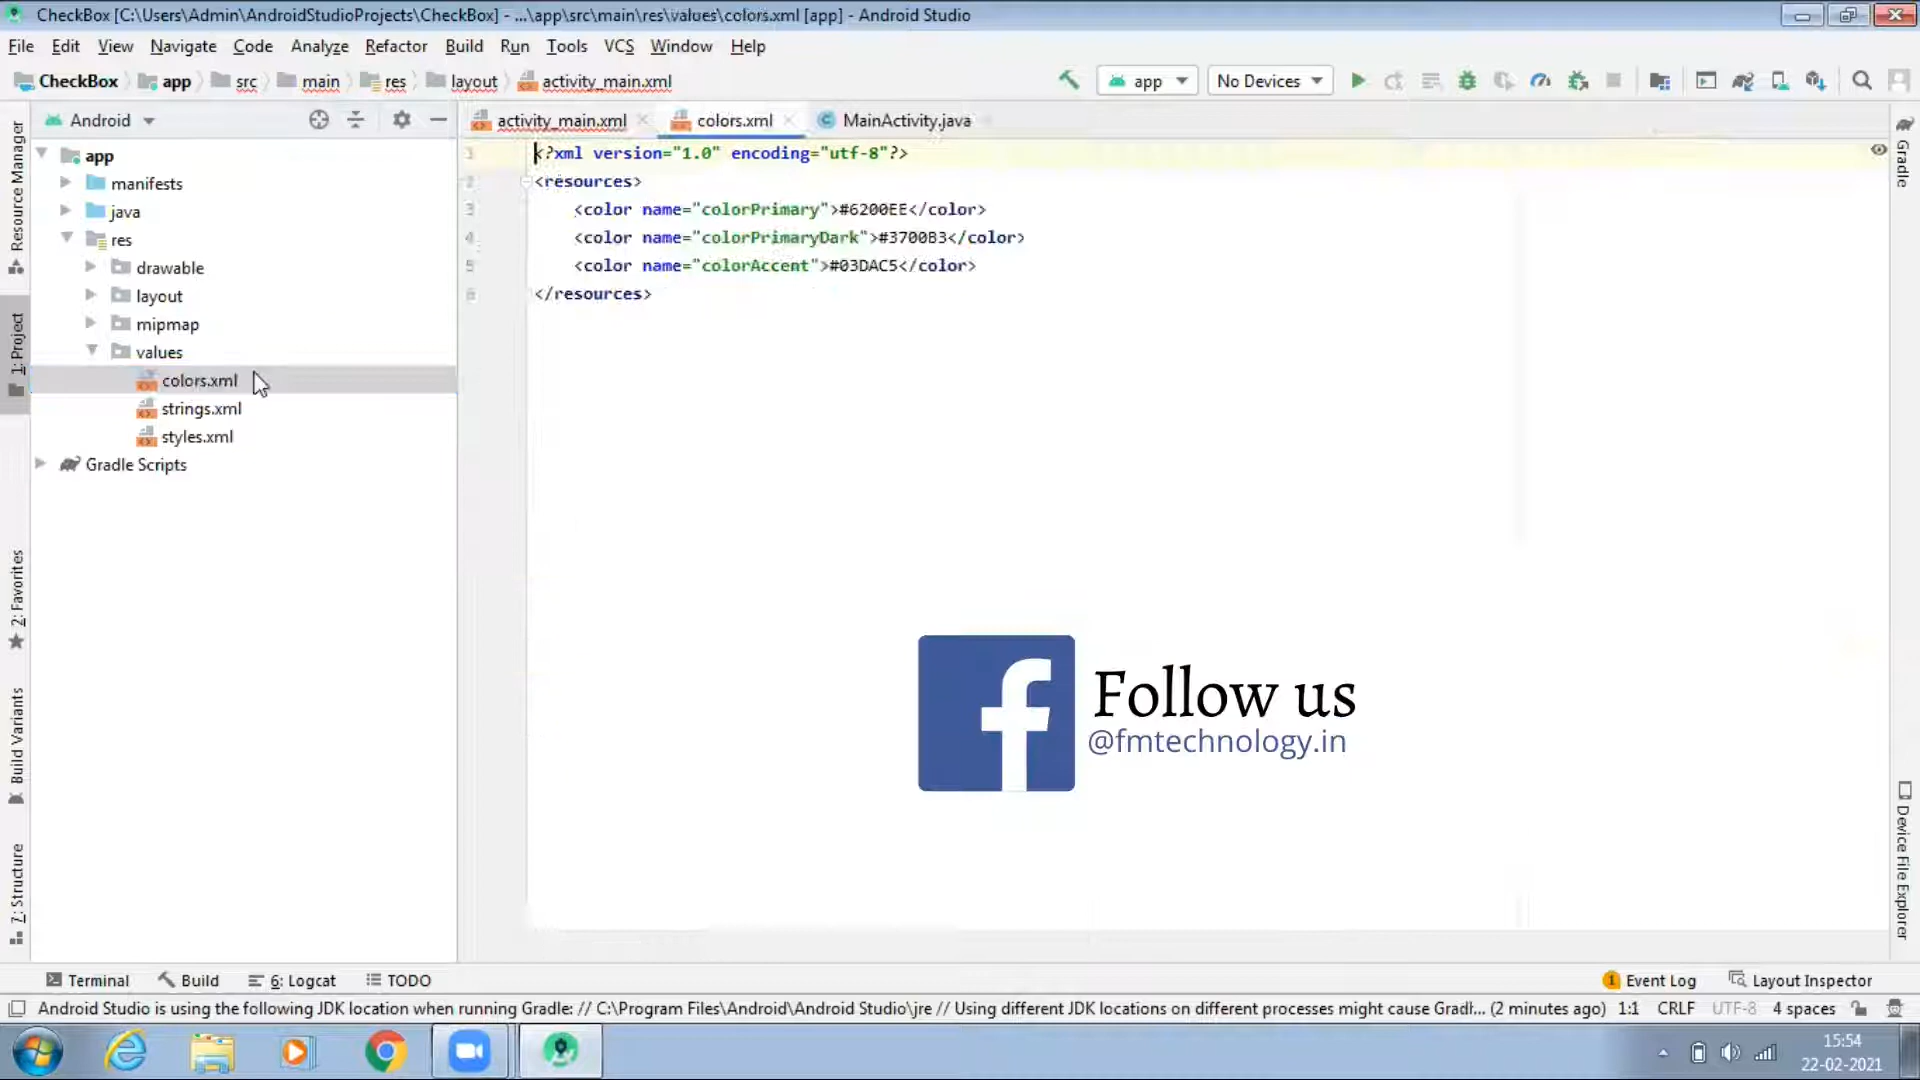 CheckBox [C:\Users\Admin\AndroidStudioProjects\CheckBox] - ...\app\src\main\res\values\colors.xml [app] - Android Studio
File Edit View Navigate Code Analyze Refactor Build Run Tools VCS Window Help
CheckBox app src main res layout activity_main.xml app No Devices
Android
activity_main.xml colors.xml MainActivity.java
Resource Manager
1: Project
2: Favorites
Build Variants
7: Structure
app
manifests
java
res
drawable
layout
mipmap
values
colors.xml
strings.xml
styles.xml
Gradle Scripts
1 <?xml version="1.0" encoding="utf-8"?>
2 <resources>
3 <color name="colorPrimary">#6200EE</color>
4 <color name="colorPrimaryDark">#3700B3</color>
5 <color name="colorAccent">#03DAC5</color>
6 </resources>
f Follow us
@fmtechnology.in
Gradle
Device File Explorer
Terminal Build 6: Logcat TODO 1 Event Log Layout Inspector
Android Studio is using the following JDK location when running Gradle: // C:\Program Files\Android\Android Studio\jre // Using different JDK locations on different processes might cause Gradl... (2 minutes ago) 1:1 CRLF UTF-8 4 spaces
15:54
22-02-2021